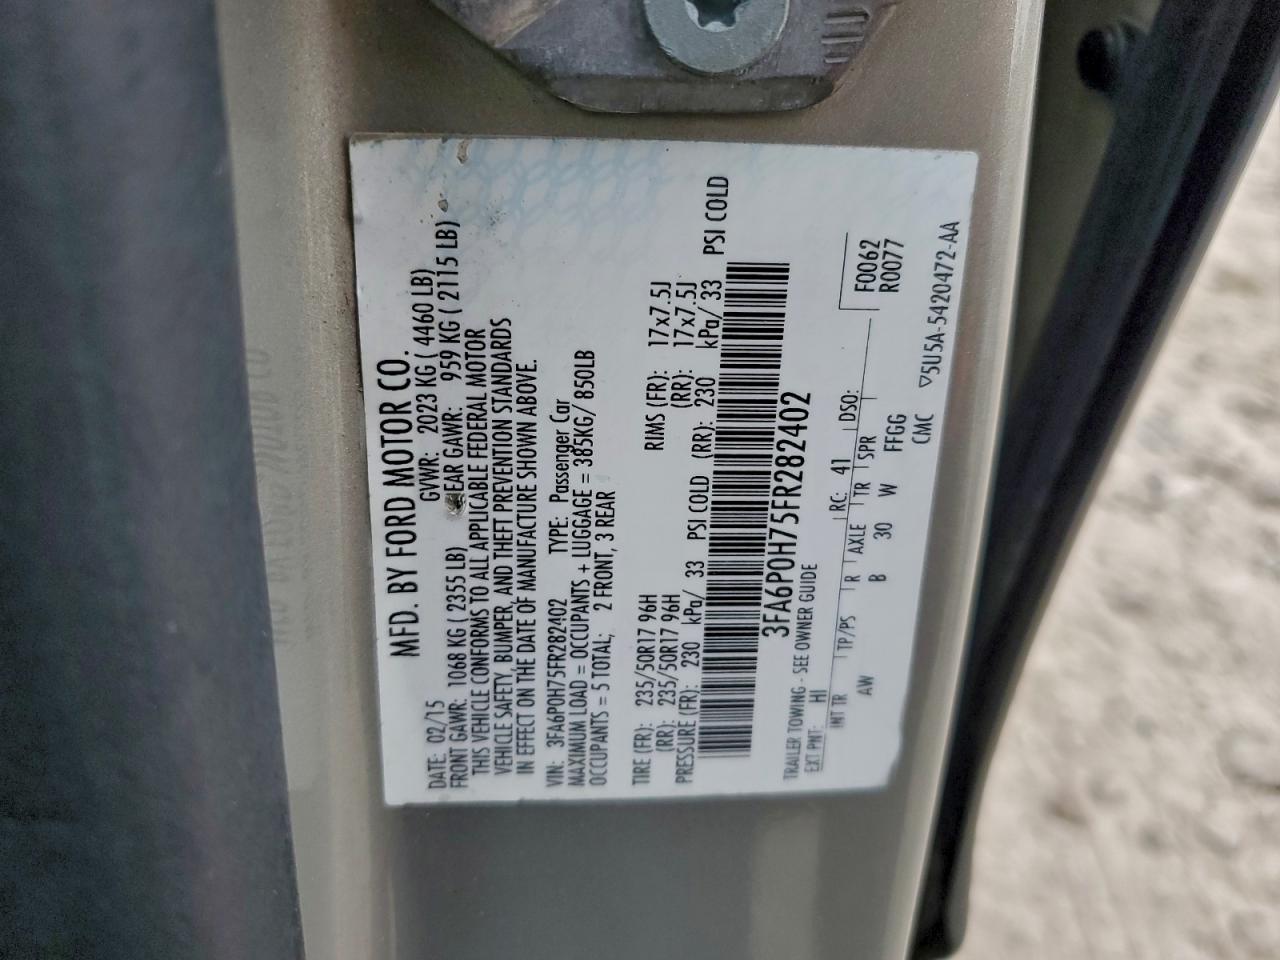 MFD. BY FORD MOTOR CO.
DATE: 02/15 GVWR: 2023 KG ( 4460 LB)
FRONT GAWR: 1068 KG ( 2355 LB) EAR GAWR: 959 KG ( 2115 LB)
THIS VEHICLE CONFORMS TO ALL APPLICABLE FEDERAL MOTOR
VEHICLE SAFETY, BUMPER, AND THEFT PREVENTION STANDARDS
IN EFFECT ON THE DATE OF MANUFACTURE SHOWN ABOVE.
VIN: 3FA6P0H75FR282402 TYPE: Passenger Car
MAXIMUM LOAD = OCCUPANTS + LUGGAGE = 385KG/ 850LB
OCCUPANTS = 5 TOTAL; 2 FRONT, 3 REAR
TIRE (FR): 235/50R17 96H RIMS (FR): 17x7.5J
(RR): 235/50R17 96H (RR): 17x7.5J
PRESSURE (FR): 230 kPa/ 33 PSI COLD (RR): 230 kPa/ 33 PSI COLD
3FA6P0H75FR282402
TRAILER TOWING - SEE OWNER GUIDE
EXT PNT: HI RC: 41 DSO: F0062
R0077
INT TR TP/PS R AXLE TR SPR
AW B 30 W FFGG
CMC ▽5U5A-5420472-AA